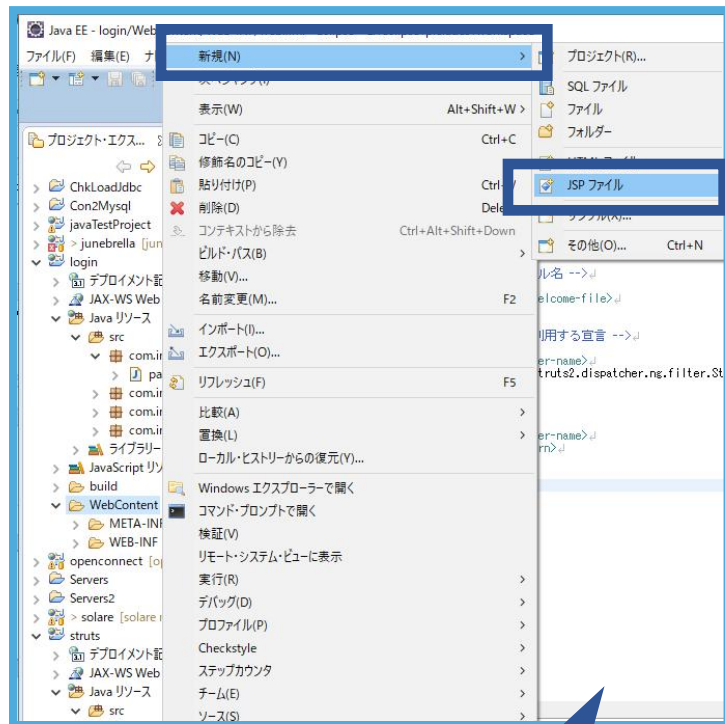 Java EE - login/Web
ファイル(F) 編集(E)
新規(N)
プロジェクト(R)...
SQL ファイル
表示(W) Alt+Shift+W
ファイル
フォルダー
プロジェクト・エクス...
コピー(C) Ctrl+C
修飾名のコピー(Y)
貼り付け(P)
JSP ファイル
削除(D)
コンテキストから除去 Ctrl+Alt+Shift+Down
その他(O)... Ctrl+N
ビルド・パス(B)
移動(V)...
名前変更(M)... F2
インポート(I)...
エクスポート(O)...
リフレッシュ(F) F5
比較(A)
置換(L)
ローカル・ヒストリーからの復元(Y)...
Windows エクスプローラーで開く
コマンド・プロンプトで開く
検証(V)
リモート・システム・ビューに表示
実行(R)
デバッグ(D)
プロファイル(P)
Checkstyle
ステップカウンタ
チーム(E)
ソース(S)
ChkLoadJdbc
Con2Mysql
javaTestProject
> junebrella [jun
login
デプロイメント記
JAX-WS Web
Java リソース
src
com.in
pa
com.in
com.in
com.in
ライブラリー
JavaScript リソ
build
WebContent
META-INF
WEB-INF
openconnect [op
Servers
Servers2
> solare [solare
struts
デプロイメント記
JAX-WS Web
Java リソース
src
ル名 -->
elcome-file>
利用する宣言 -->
er-name>
truts2.dispatcher.ng.filter.St
er-name>
rn>